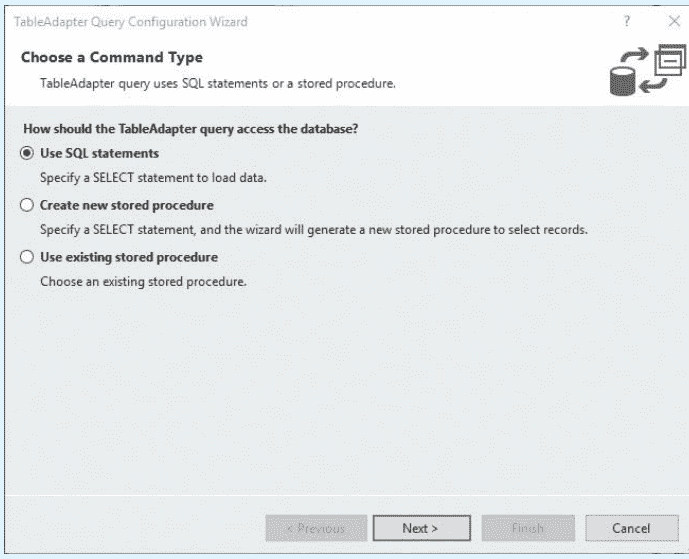 TableAdapter Query Configuration Wizard
?
Choose a Command Type
TableAdapter query uses SQL statements or a stored procedure.
How should the TableAdapter query access the database?
Use SQL statements
Specify a SELECT statement to load data.
Create new stored procedure
Specify a SELECT statement, and the wizard will generate a new stored procedure to select records.
Use existing stored procedure
Choose an existing stored procedure.
< Previous Next > Finish Cancel